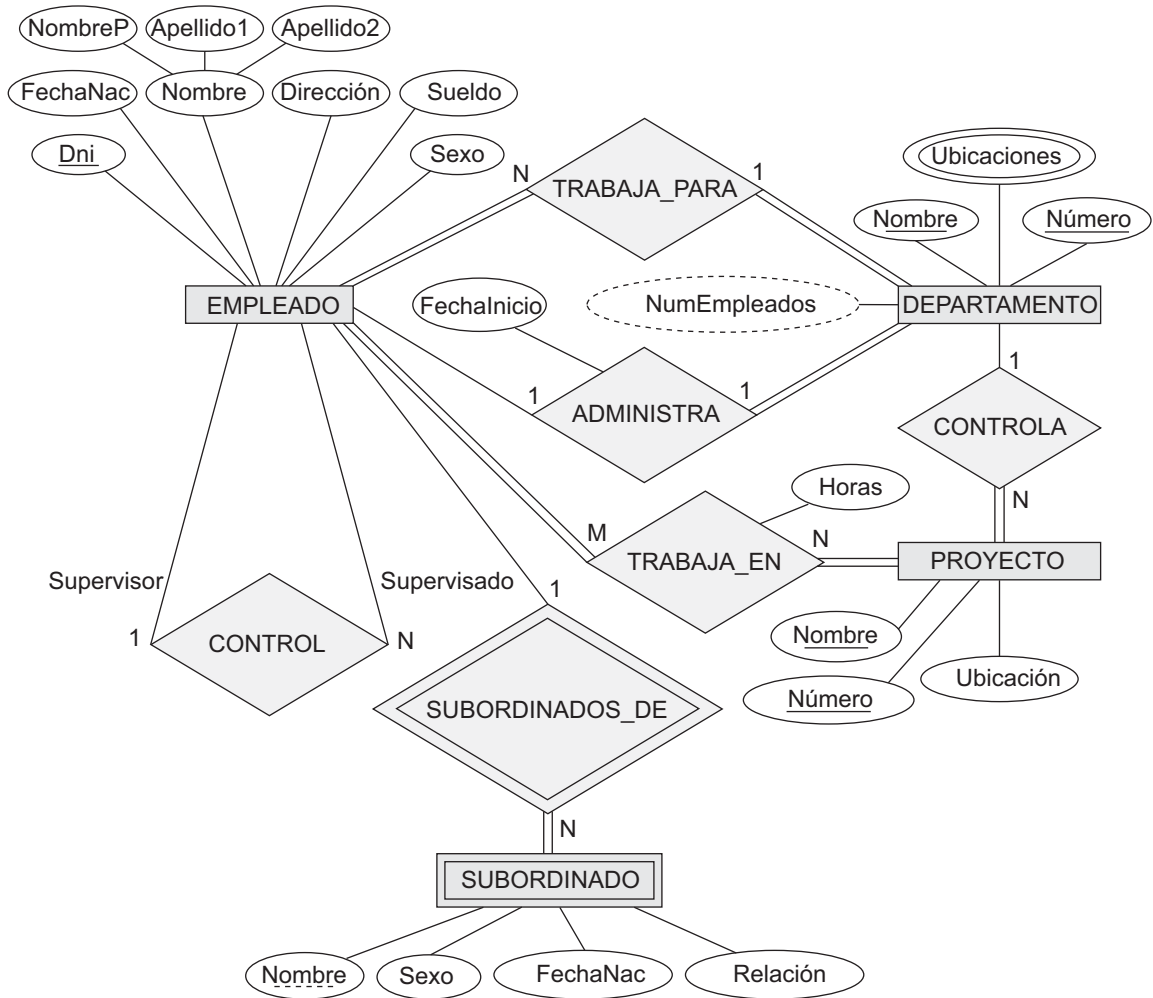 NombreP
Apellido1
Apellido2
FechaNac
Nombre
Dirección
Sueldo
Dni
Sexo
N
TRABAJA_PARA
1
Ubicaciones
Nombre
Número
EMPLEADO
FechaInicio
NumEmpleados
DEPARTAMENTO
1
ADMINISTRA
1
1
CONTROLA
N
Horas
M
TRABAJA_EN
N
PROYECTO
Nombre
Número
Ubicación
Supervisor
Supervisado
1
CONTROL
N
1
SUBORDINADOS_DE
N
SUBORDINADO
Nombre
Sexo
FechaNac
Relación